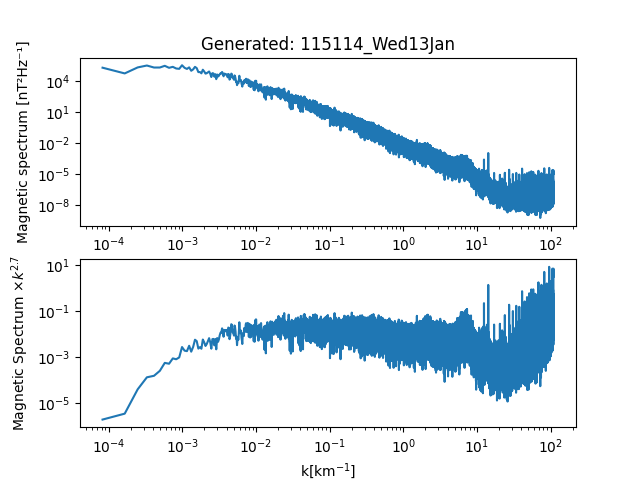 Generated: 115114_Wed13Jan
Magnetic spectrum [nT²Hz⁻¹]
10⁴
10¹
10⁻²
10⁻⁵
10⁻⁸
10⁻⁴ 10⁻³ 10⁻² 10⁻¹ 10⁰ 10¹ 10²
Magnetic Spectrum ×k²·⁷
10¹
10⁻¹
10⁻³
10⁻⁵
10⁻⁴ 10⁻³ 10⁻² 10⁻¹ 10⁰ 10¹ 10²
k[km⁻¹]